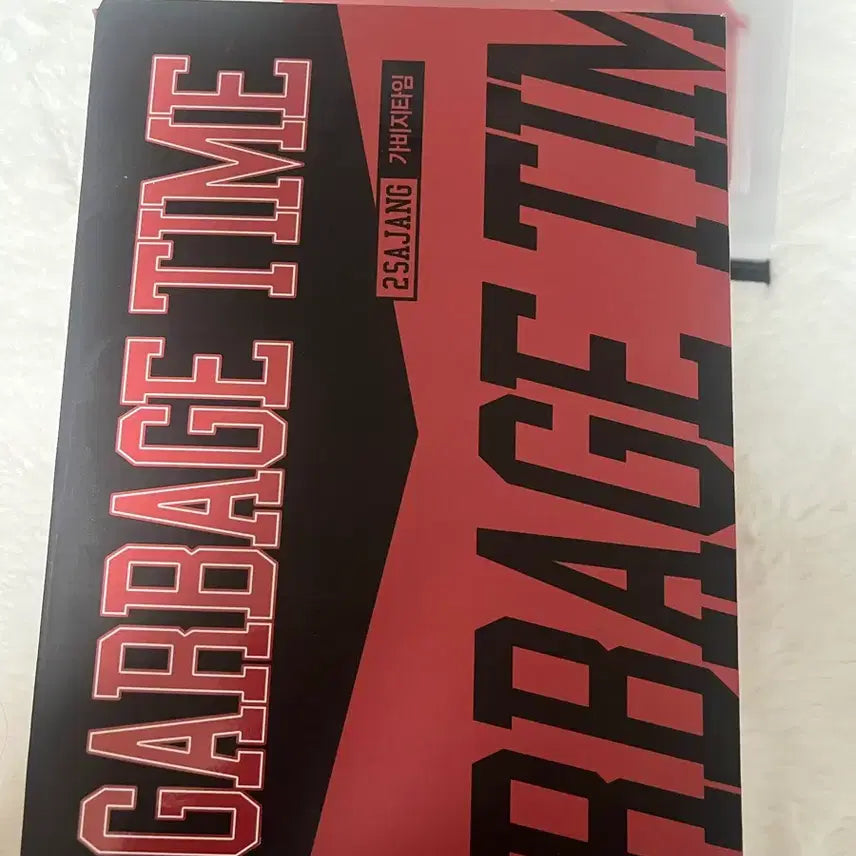 GARBAGE TIME
2SAJANG 가비지타임
RBAGE TIM